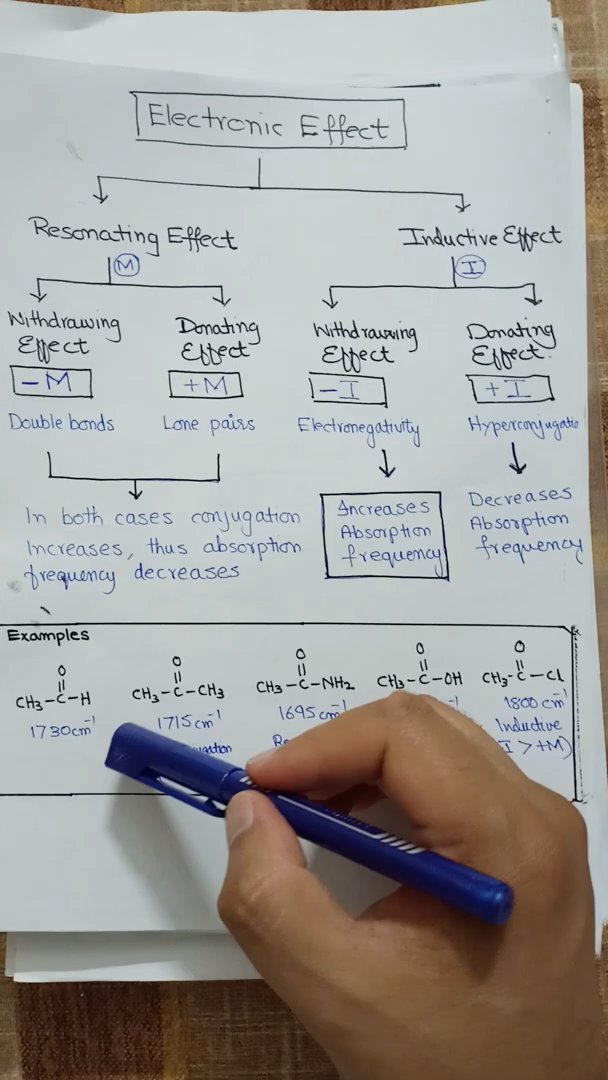 Electronic Effect
Resonating Effect
M
Inductive Effect
I
Withdrawing
Effect
-M
Double bonds
Donating
Effect
+M
Lone pairs
Withdrawing
Effect
-I
Electronegativity
Donating
Effect.
+I
Hyperconjugatio
In both cases conjugation
increases, thus absorption
frequency decreases
Increases
Absorption
frequency
Decreases
Absorption
frequency
Examples
O
CH3-C-H
1730cm-1
O
CH3-C-CH3
1715cm-1
O
CH3-C-NH2
1645cm
O
CH3-C-OH
-1
O
CH3-C-Cl
1800cm-1
Inductive
I > +M)